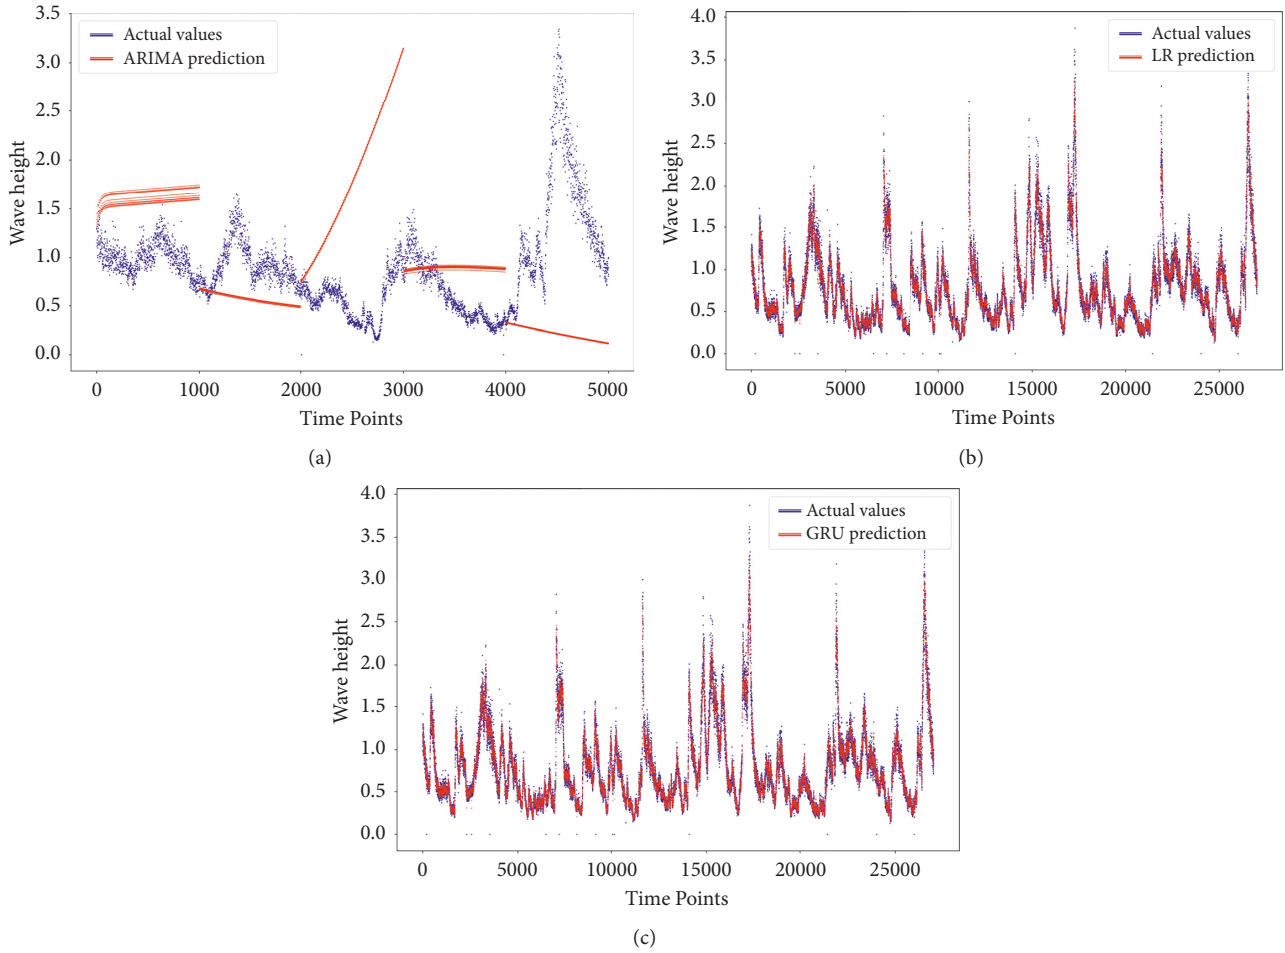 3.5
3.0
2.5
2.0
1.5
1.0
0.5
0.0
Wave height
Actual values
ARIMA prediction
0
1000
2000
3000
4000
5000
Time Points
(a)
4.0
3.5
3.0
2.5
2.0
1.5
1.0
0.5
0.0
Wave height
Actual values
LR prediction
0
5000
10000
15000
20000
25000
Time Points
(b)
4.0
3.5
3.0
2.5
2.0
1.5
1.0
0.5
0.0
Wave height
Actual values
GRU prediction
0
5000
10000
15000
20000
25000
Time Points
(c)